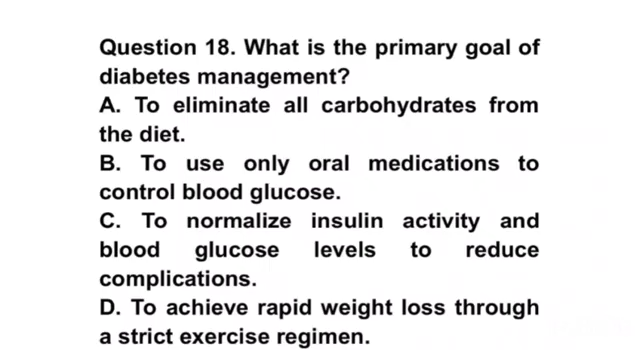 Question 18. What is the primary goal of
diabetes management?
A. To eliminate all carbohydrates from
the diet.
B. To use only oral medications to
control blood glucose.
C. To normalize insulin activity and
blood glucose levels to reduce
complications.
D. To achieve rapid weight loss through
a strict exercise regimen.